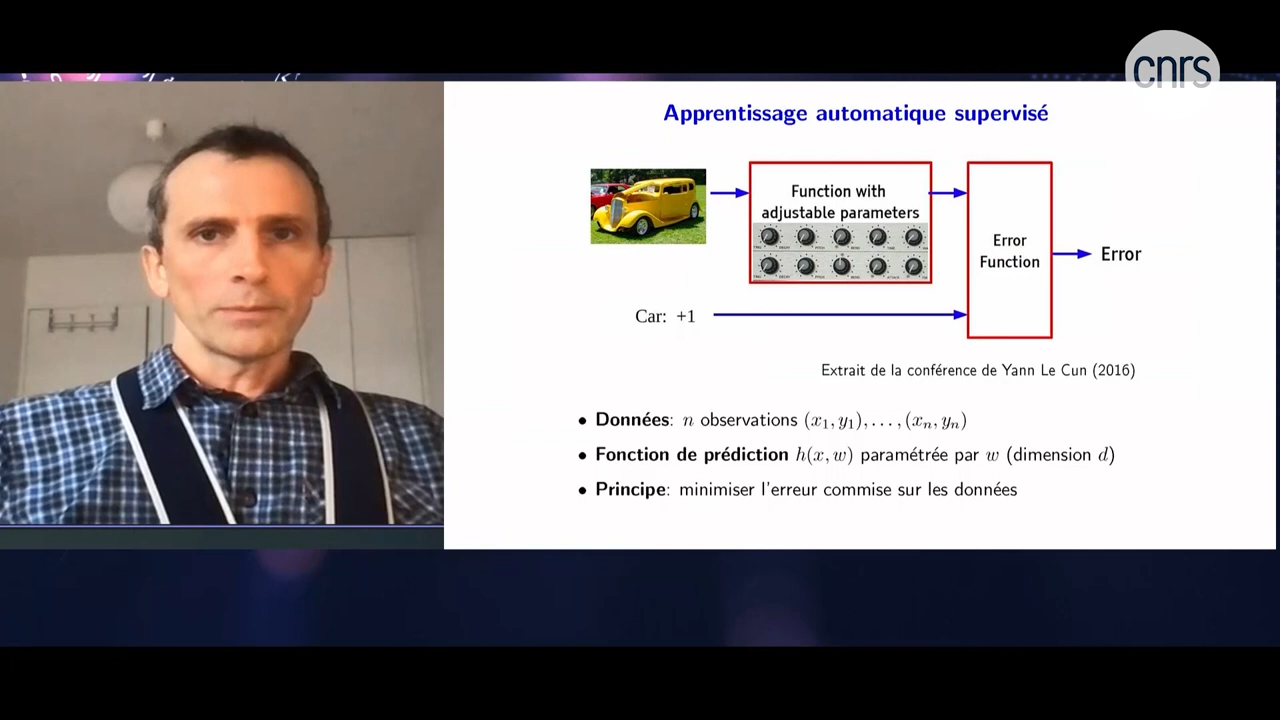 cnrs
Apprentissage automatique supervisé
Function with
adjustable parameters
Error
Function
Error
Car: +1
Extrait de la conférence de Yann Le Cun (2016)
• Données: n observations (x₁, y₁), . . . , (xₙ, yₙ)
• Fonction de prédiction h(x, w) paramétrée par w (dimension d)
• Principe: minimiser l'erreur commise sur les données